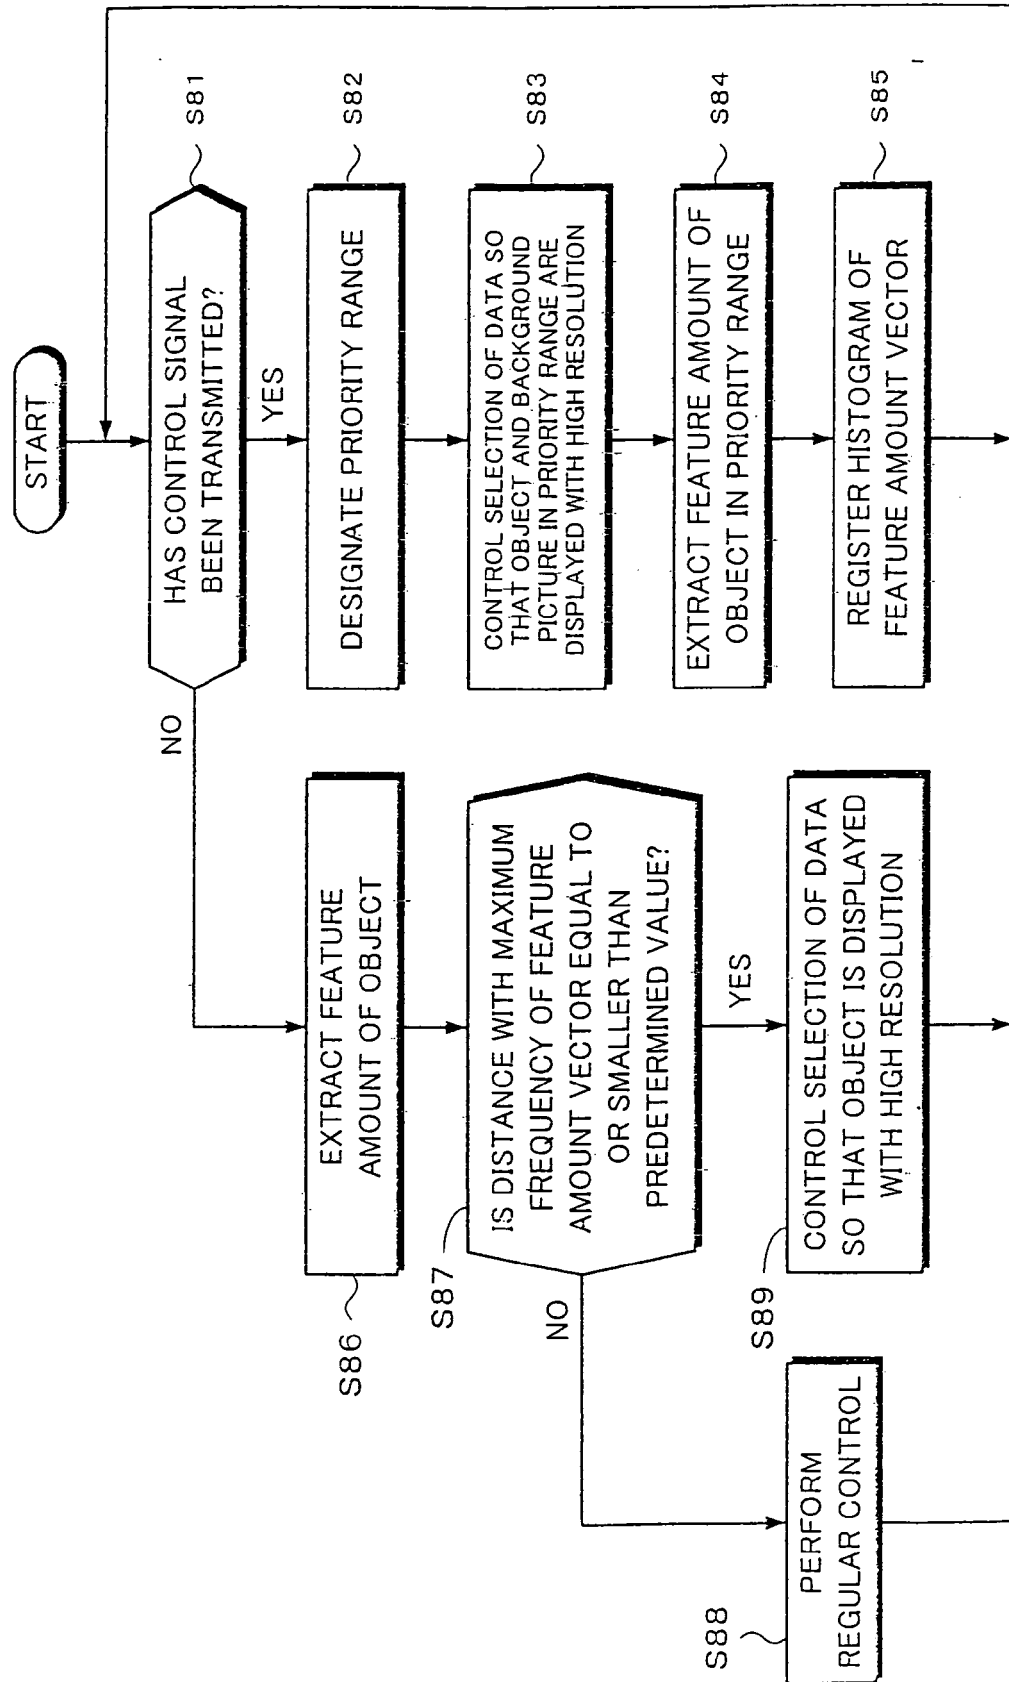 START
HAS CONTROL SIGNAL
BEEN TRANSMITTED?
S81
YES
NO
DESIGNATE PRIORITY RANGE
S82
CONTROL SELECTION OF DATA SO
THAT OBJECT AND BACKGROUND
PICTURE IN PRIORITY RANGE ARE
DISPLAYED WITH HIGH RESOLUTION
S83
EXTRACT FEATURE AMOUNT OF
OBJECT IN PRIORITY RANGE
S84
REGISTER HISTOGRAM OF
FEATURE AMOUNT VECTOR
S85
EXTRACT FEATURE
AMOUNT OF OBJECT
S86
IS DISTANCE WITH MAXIMUM
FREQUENCY OF FEATURE
AMOUNT VECTOR EQUAL TO
OR SMALLER THAN
PREDETERMINED VALUE?
S87
NO
YES
CONTROL SELECTION OF DATA
SO THAT OBJECT IS DISPLAYED
WITH HIGH RESOLUTION
S89
PERFORM
REGULAR CONTROL
S88